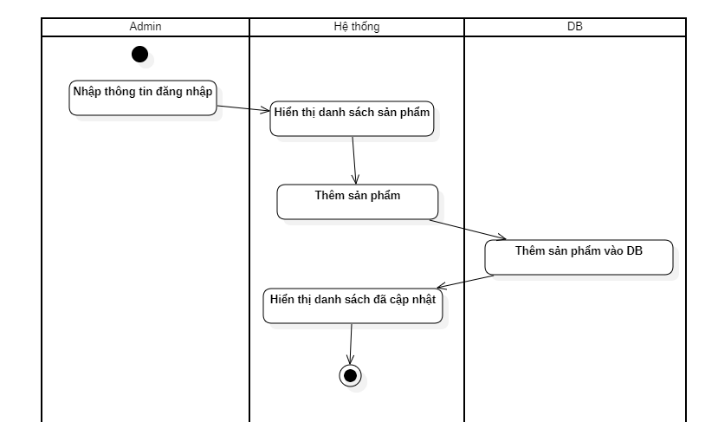 Admin
Hệ thống
DB
Nhập thông tin đăng nhập
Hiển thị danh sách sản phẩm
Thêm sản phẩm
Thêm sản phẩm vào DB
Hiển thị danh sách đã cập nhật